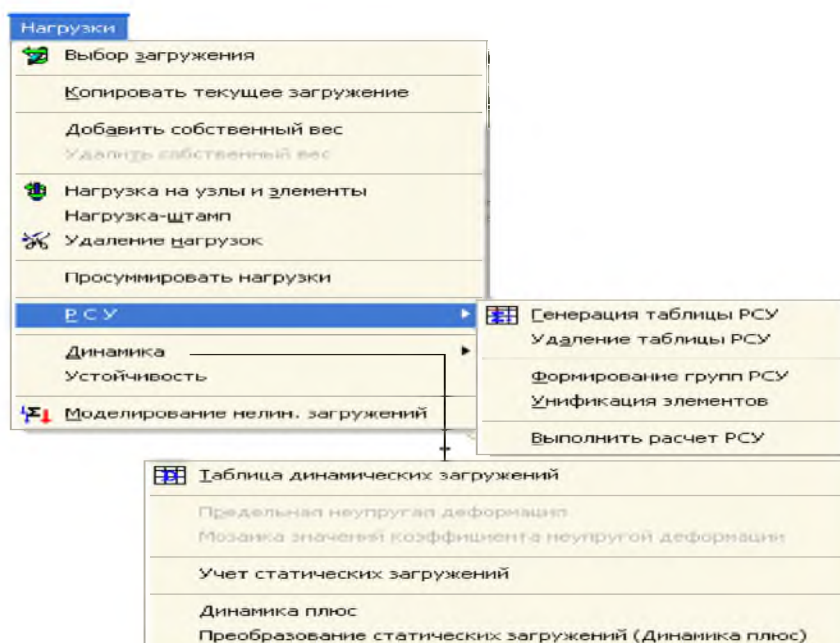 Нагрузки
Выбор загружения
Копировать текущее загружение
Добавить собственный вес
Удалить собственный вес
Нагрузка на узлы и элементы
Нагрузка-штамп
Удаление нагрузок
Просуммировать нагрузки
Р С У
Генерация таблицы РСУ
Удаление таблицы РСУ
Динамика
Устойчивость
Формирование групп РСУ
Унификация элементов
Моделирование нелин. загружений
Выполнить расчет РСУ
Таблица динамических загружений
Предельная неупругая деформация
Мозаика значений коэффициента неупругой деформации
Учет статических загружений
Динамика плюс
Преобразование статических загружений (Динамика плюс)